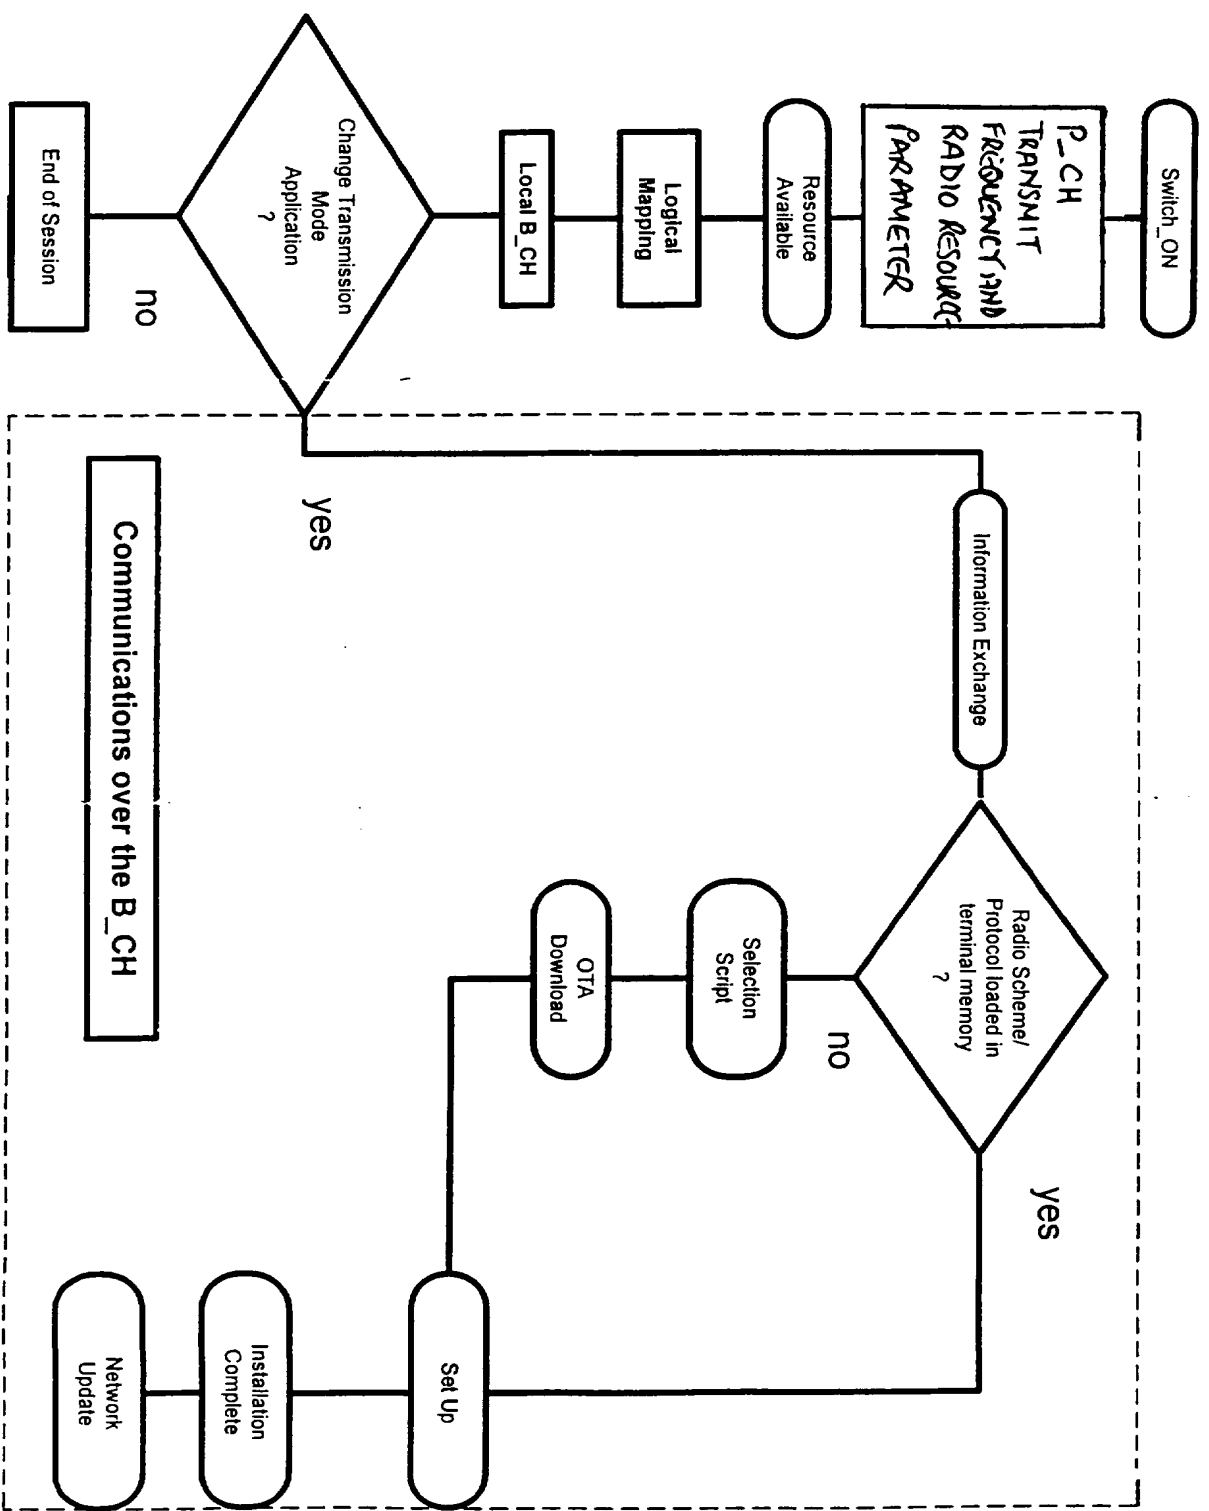 Switch_ON
P_CH
TRANSMIT
FREQUENCY AND
RADIO RESOURCE
PARAMETER
Resource
Available
Logical
Mapping
Local B_CH
Change Transmission
Mode
Application
?
no
End of Session
yes
Information Exchange
Radio Scheme/
Protocol loaded in
terminal memory
?
yes
no
Selection
Script
OTA
Download
Set Up
Installation
Complete
Network
Update
Communications over the B_CH